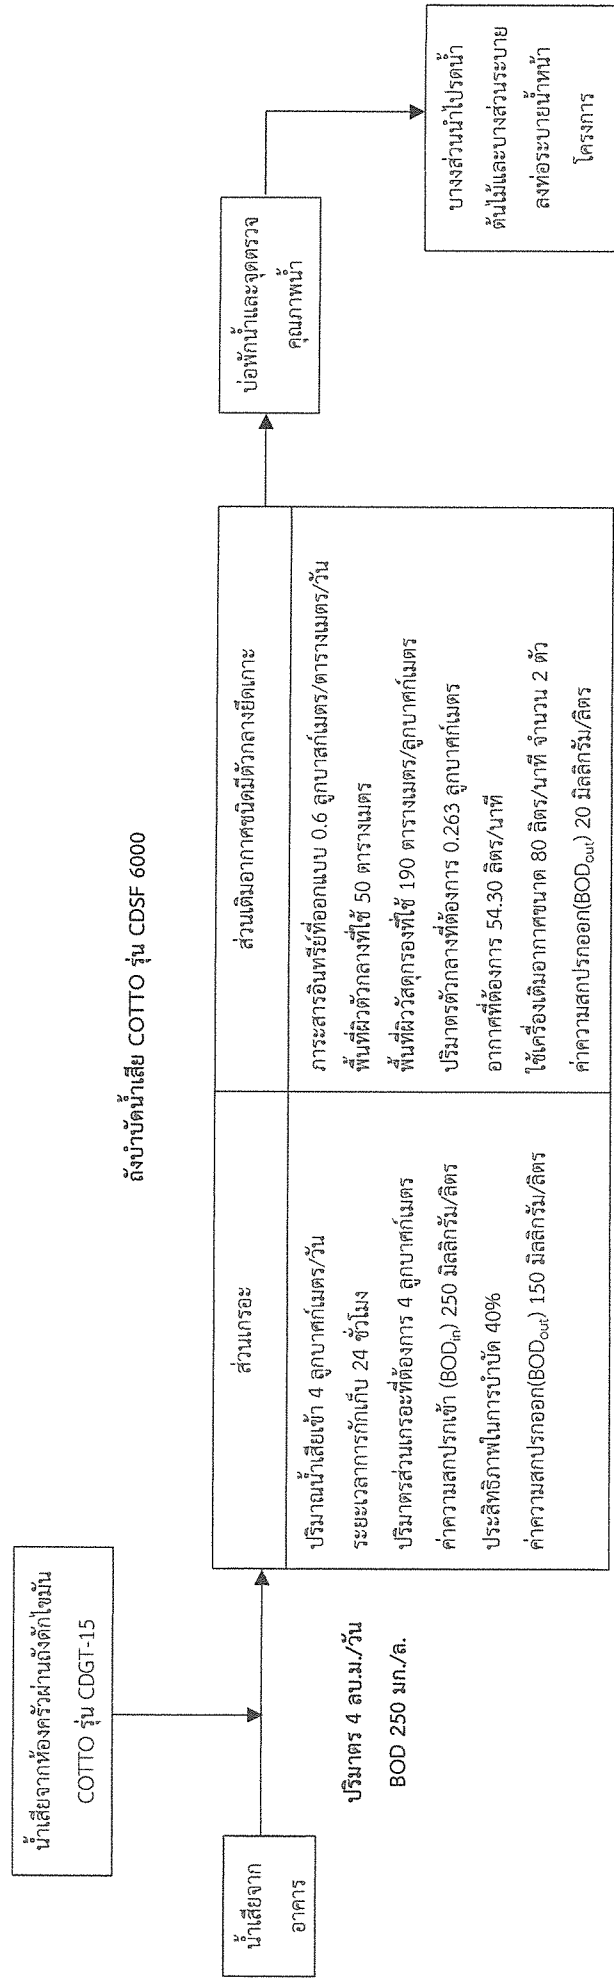 น้ำเสียจากห้องครัวผ่านถังดักไขมัน
COTTO รุ่น CDGT-15
น้ำเสียจาก
อาคาร
ปริมาตร 4 ลบ.ม./วัน
BOD 250 มก./ล.
ถังบำบัดน้ำเสีย COTTO รุ่น CDSF 6000
ส่วนเกรอะ
ปริมาณน้ำเสียเข้า 4 ลูกบาศก์เมตร/วัน
ระยะเวลาการกักเก็บ 24 ชั่วโมง
ปริมาตรส่วนเกรอะที่ต้องการ 4 ลูกบาศก์เมตร
ค่าความสกปรกเข้า (BODin) 250 มิลลิกรัม/ลิตร
ประสิทธิภาพในการบำบัด 40%
ค่าความสกปรกออก(BODout) 150 มิลลิกรัม/ลิตร
ส่วนเติมอากาศชนิดมีตัวกลางยึดเกาะ
ภาระสารอินทรีย์ที่ออกแบบ 0.6 ลูกบาสก์เมตร/ตารางเมตร/วัน
พื้นที่ผิวตัวกลางที่ใช้ 50 ตารางเมตร
พื้นที่ผิววัสดุกรองที่ใช้ 190 ตารางเมตร/ลูกบาศก์เมตร
ปริมาตรตัวกลางที่ต้องการ 0.263 ลูกบาศก์เมตร
อากาศที่ต้องการ 54.30 ลิตร/นาที
ใช้เครื่องเติมอากาศขนาด 80 ลิตร/นาที จำนวน 2 ตัว
ค่าความสกปรกออก(BODout) 20 มิลลิกรัม/ลิตร
บ่อพักน้ำและจุดตรวจ
คุณภาพน้ำ
บางงส่วนนำไปรดน้ำ
ต้นไม้และบางส่วนระบาย
ลงท่อระบายน้ำหน้า
โครงการ